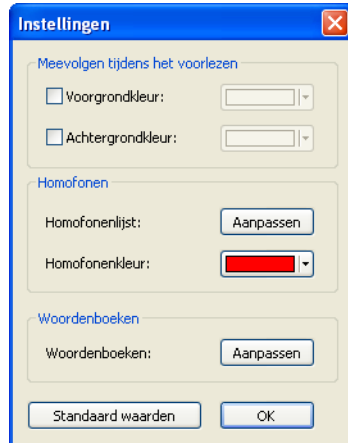 Instellingen
Meevolgen tijdens het voorlezen
Voorgrondkleur:
Achtergrondkleur:
Homofonen
Homofonenlijst: Aanpassen
Homofonenkleur:
Woordenboeken
Woordenboeken: Aanpassen
Standaard waarden OK